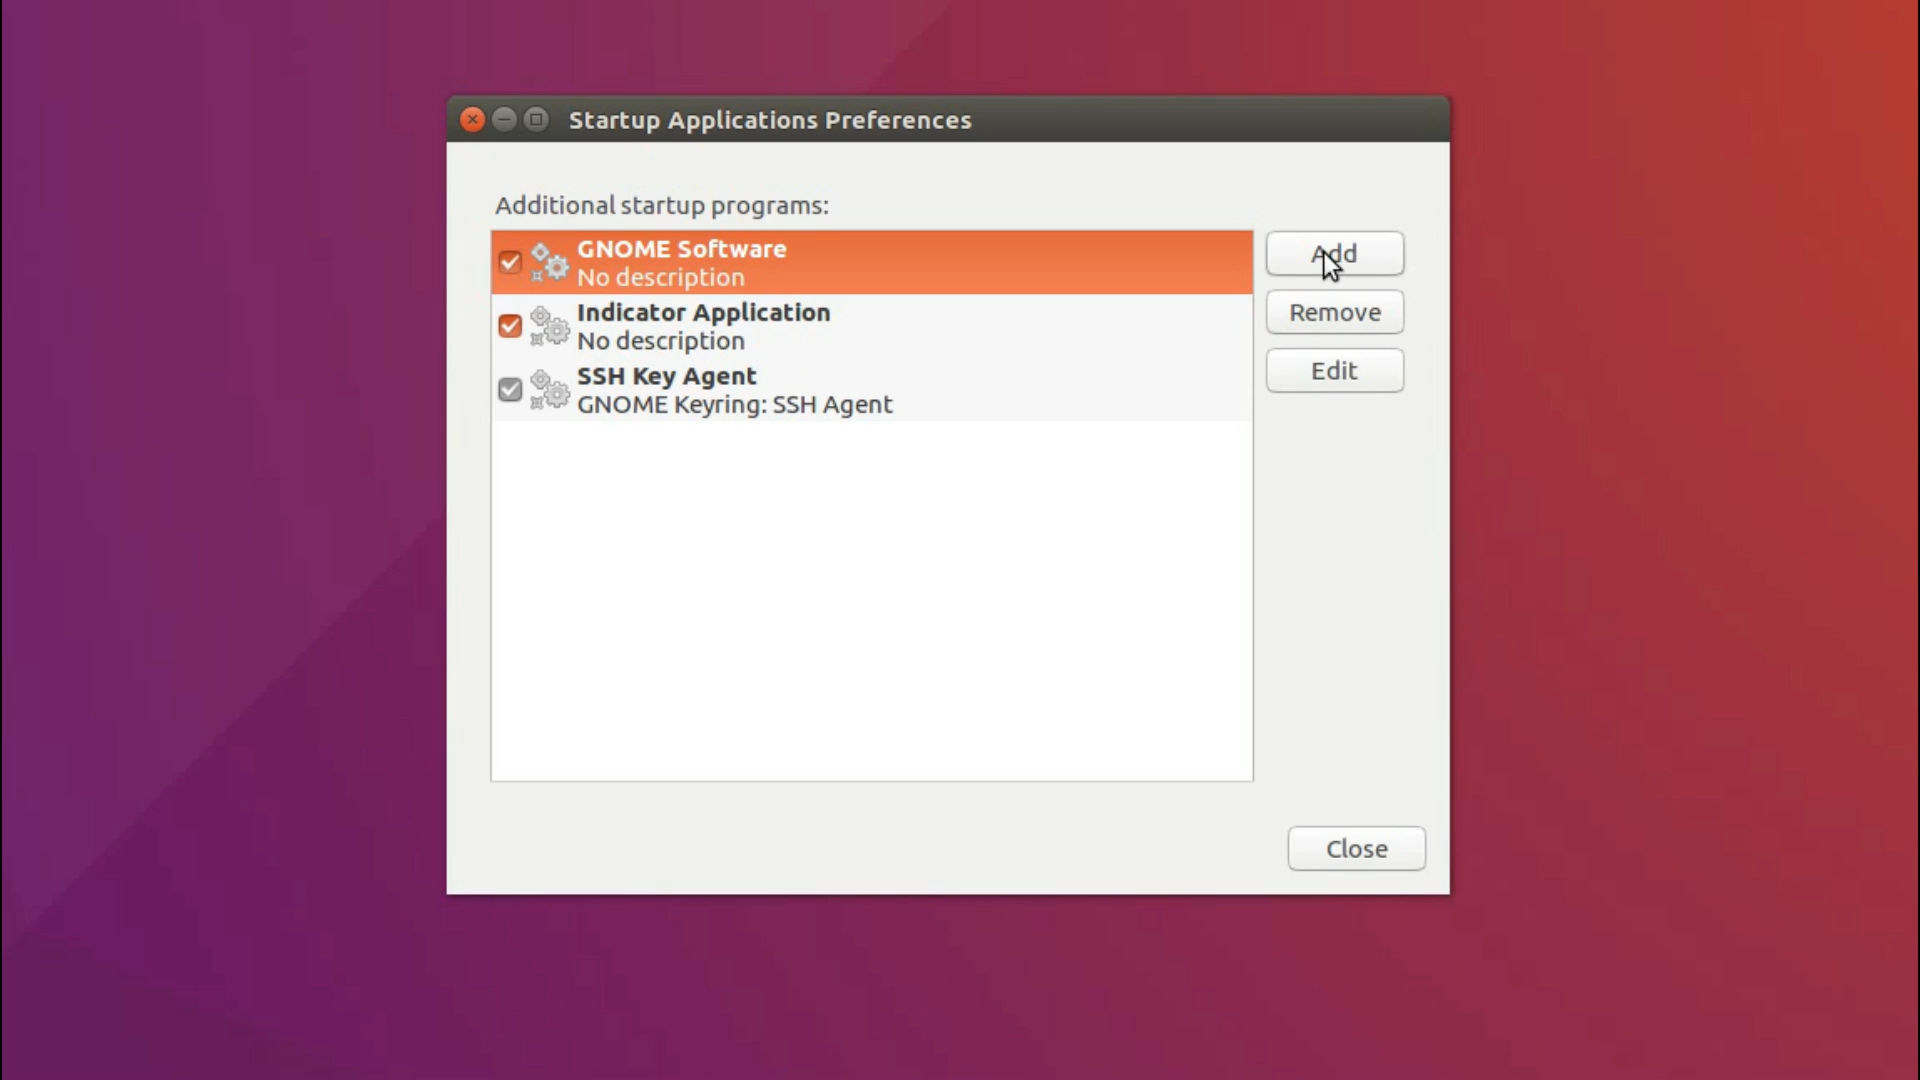 Startup Applications Preferences
Additional startup programs:
GNOME Software
No description
Indicator Application
No description
SSH Key Agent
GNOME Keyring: SSH Agent
Add
Remove
Edit
Close